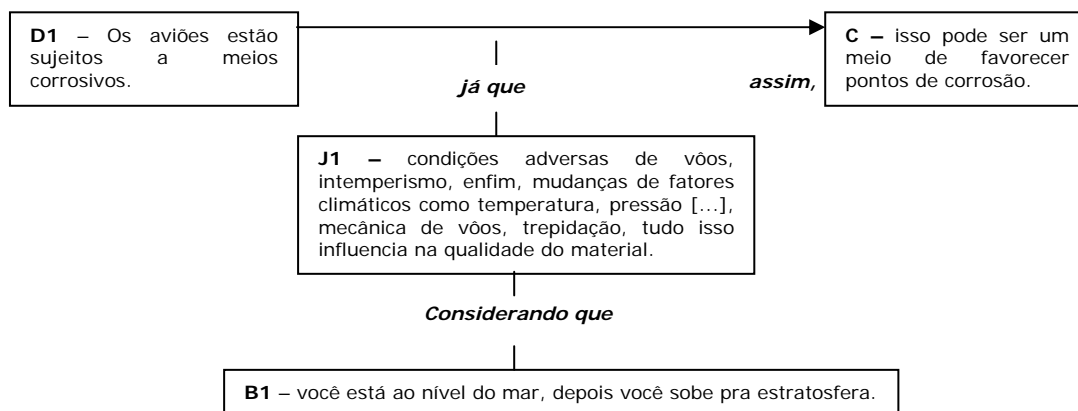 D1 – Os aviões estão
sujeitos a meios
corrosivos.
C – isso pode ser um
meio de favorecer
pontos de corrosão.
já que
assim,
J1 – condições adversas de vôos,
intemperismo, enfim, mudanças de fatores
climáticos como temperatura, pressão [...],
mecânica de vôos, trepidação, tudo isso
influencia na qualidade do material.
Considerando que
B1 – você está ao nível do mar, depois você sobe pra estratosfera.